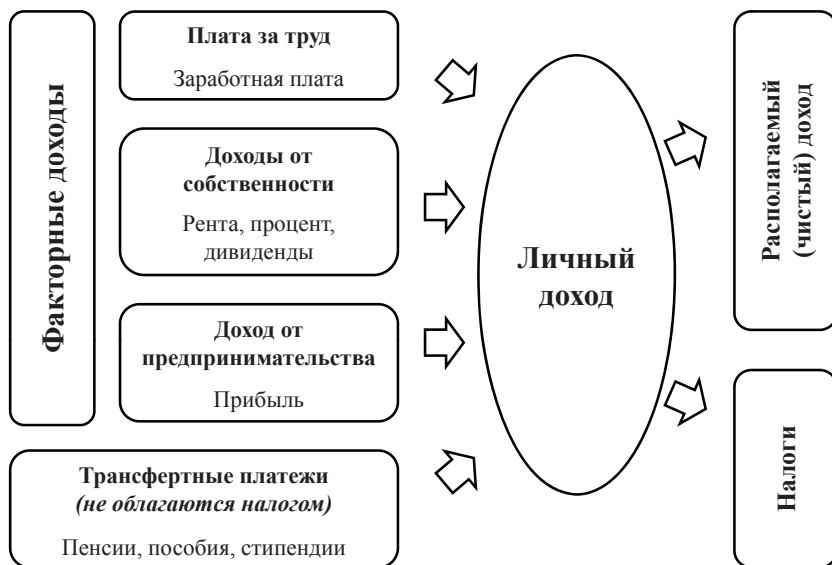 Факторные доходы
Плата за труд
Заработная плата
Доходы от
собственности
Рента, процент,
дивиденды
Доход от
предпринимательства
Прибыль
Трансфертные платежи
(не облагаются налогом)
Пенсии, пособия, стипендии
Личный
доход
Располагаемый
(чистый) доход
Налоги